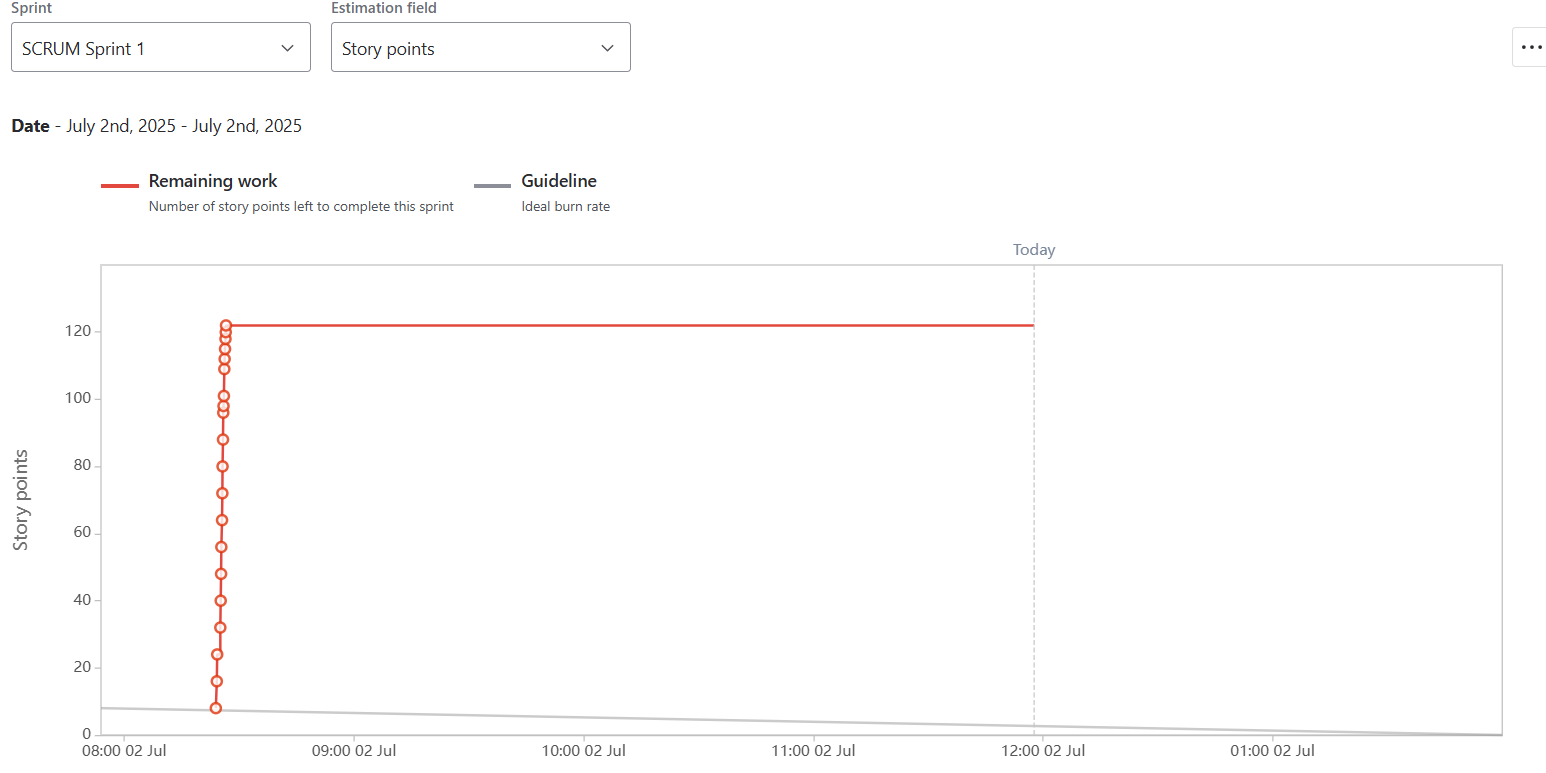 Sprint
Estimation field
SCRUM Sprint 1
Story points
Date - July 2nd, 2025 - July 2nd, 2025
Remaining work
Number of story points left to complete this sprint
Guideline
Ideal burn rate
Today
Story points
120
100
80
60
40
20
0
08:00 02 Jul
09:00 02 Jul
10:00 02 Jul
11:00 02 Jul
12:00 02 Jul
01:00 02 Jul